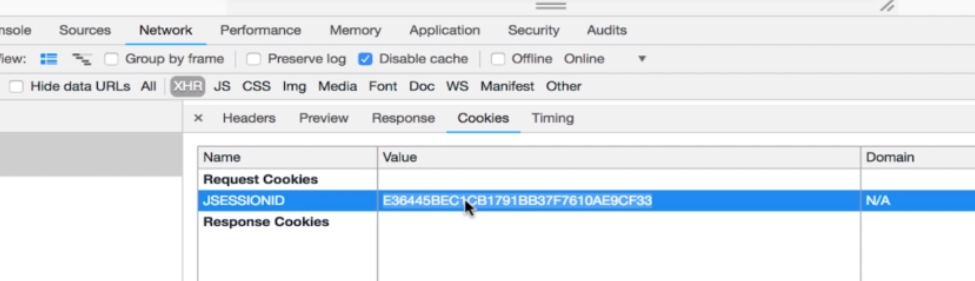 nsole Sources Network Performance Memory Application Security Audits
iew: Group by frame Preserve log Disable cache Offline Online
Hide data URLs All XHR JS CSS Img Media Font Doc WS Manifest Other
× Headers Preview Response Cookies Timing
Name Value Domain
Request Cookies
JSESSIONID E36445BEC1CB1791BB37F7610AE9CF33 N/A
Response Cookies